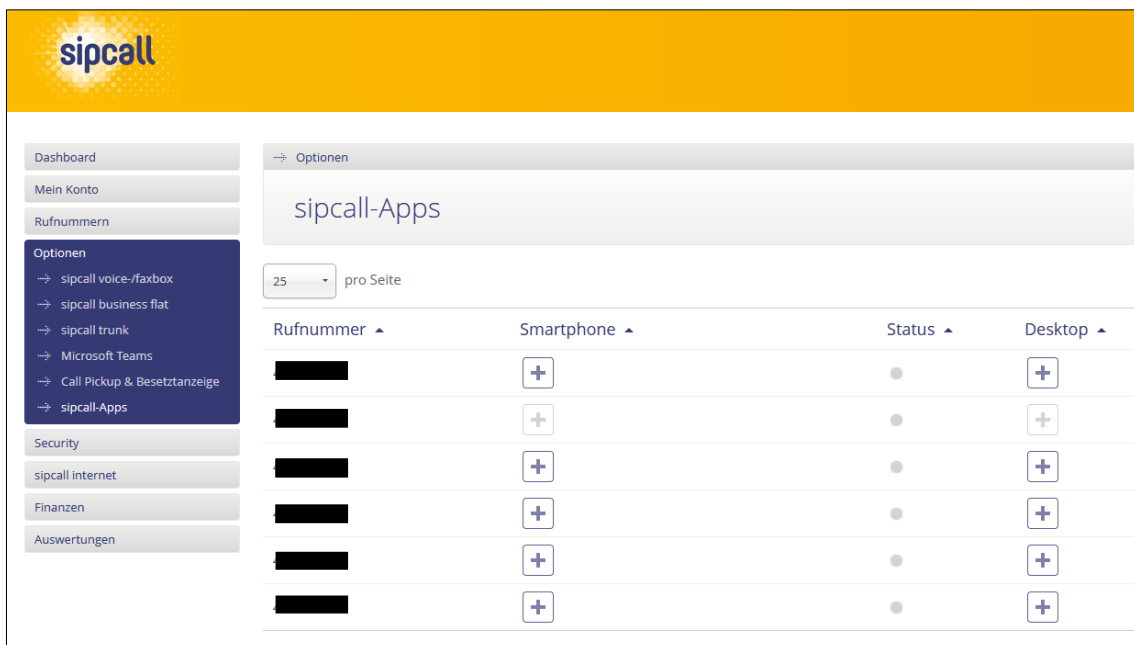 sipcall
Dashboard
Mein Konto
Rufnummern
Optionen
sipcall voice-/faxbox
sipcall business flat
sipcall trunk
Microsoft Teams
Call Pickup & Besetztanzeige
sipcall-Apps
Security
sipcall internet
Finanzen
Auswertungen
Optionen
sipcall-Apps
25 pro Seite
Rufnummer Smartphone Status Desktop